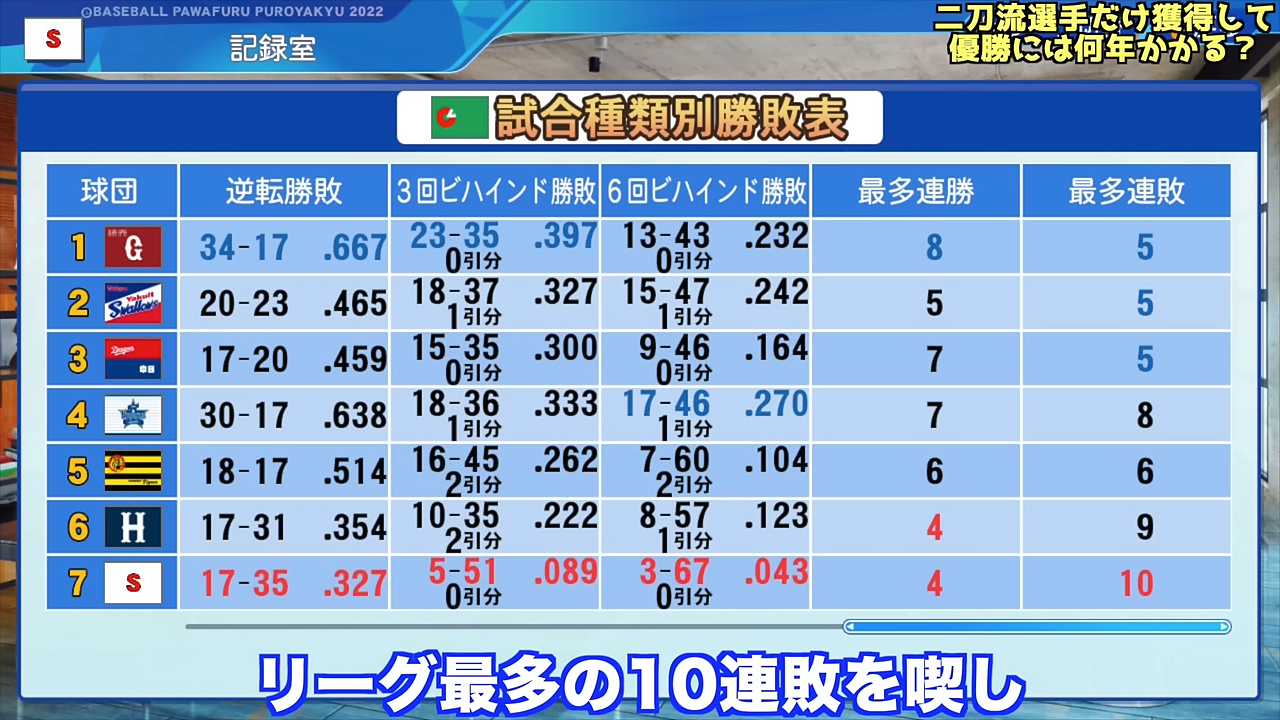 ©BASEBALL PAWAFURU PUROYAKYU 2022
S 記録室
二刀流選手だけ獲得して
優勝には何年かかる？
試合種類別勝敗表
球団 逆転勝敗 3回ビハインド勝敗 6回ビハインド勝敗 最多連勝 最多連敗
1 G 34-17 .667 23-35 .397 0引分 13-43 .232 0引分 8 5
2 Yakult Swallows 20-23 .465 18-37 .327 1引分 15-47 .242 1引分 5 5
3 Dragons 中日 17-20 .459 15-35 .300 0引分 9-46 .164 0引分 7 5
4 30-17 .638 18-36 .333 1引分 17-46 .270 1引分 7 8
5 Tigers 18-17 .514 16-45 .262 2引分 7-60 .104 2引分 6 6
6 H 17-31 .354 10-35 .222 2引分 8-57 .123 1引分 4 9
7 S 17-35 .327 5-51 .089 0引分 3-67 .043 0引分 4 10
リーグ最多の10連敗を喫し